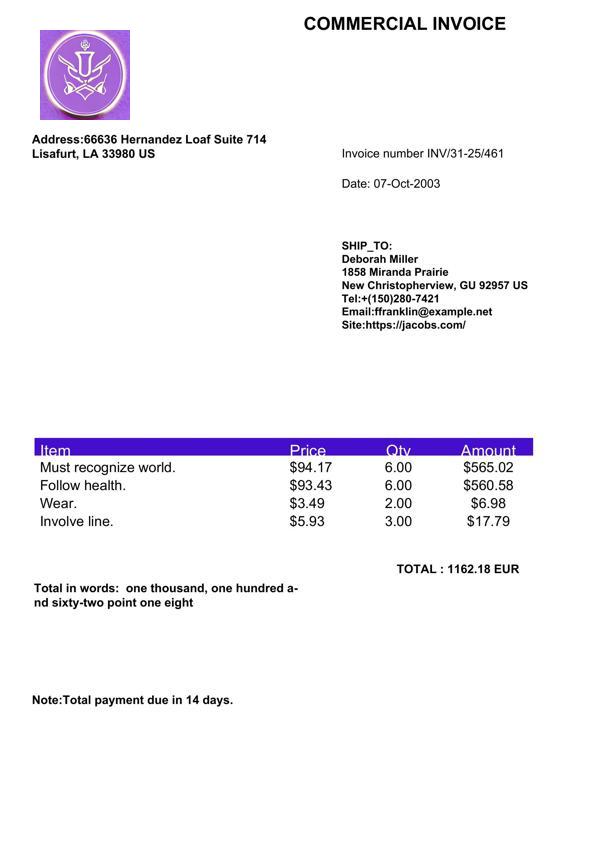 COMMERCIAL INVOICE
Address:66636 Hernandez Loaf Suite 714
Lisafurt, LA 33980 US
Invoice number INV/31-25/461
Date: 07-Oct-2003
SHIP_TO:
Deborah Miller
1858 Miranda Prairie
New Christopherview, GU 92957 US
Tel:+(150)280-7421
Email:ffranklin@example.net
Site:https://jacobs.com/
Item Price Qty Amount
Must recognize world. $94.17 6.00 $565.02
Follow health. $93.43 6.00 $560.58
Wear. $3.49 2.00 $6.98
Involve line. $5.93 3.00 $17.79
TOTAL : 1162.18 EUR
Total in words:  one thousand, one hundred a-
nd sixty-two point one eight
Note:Total payment due in 14 days.